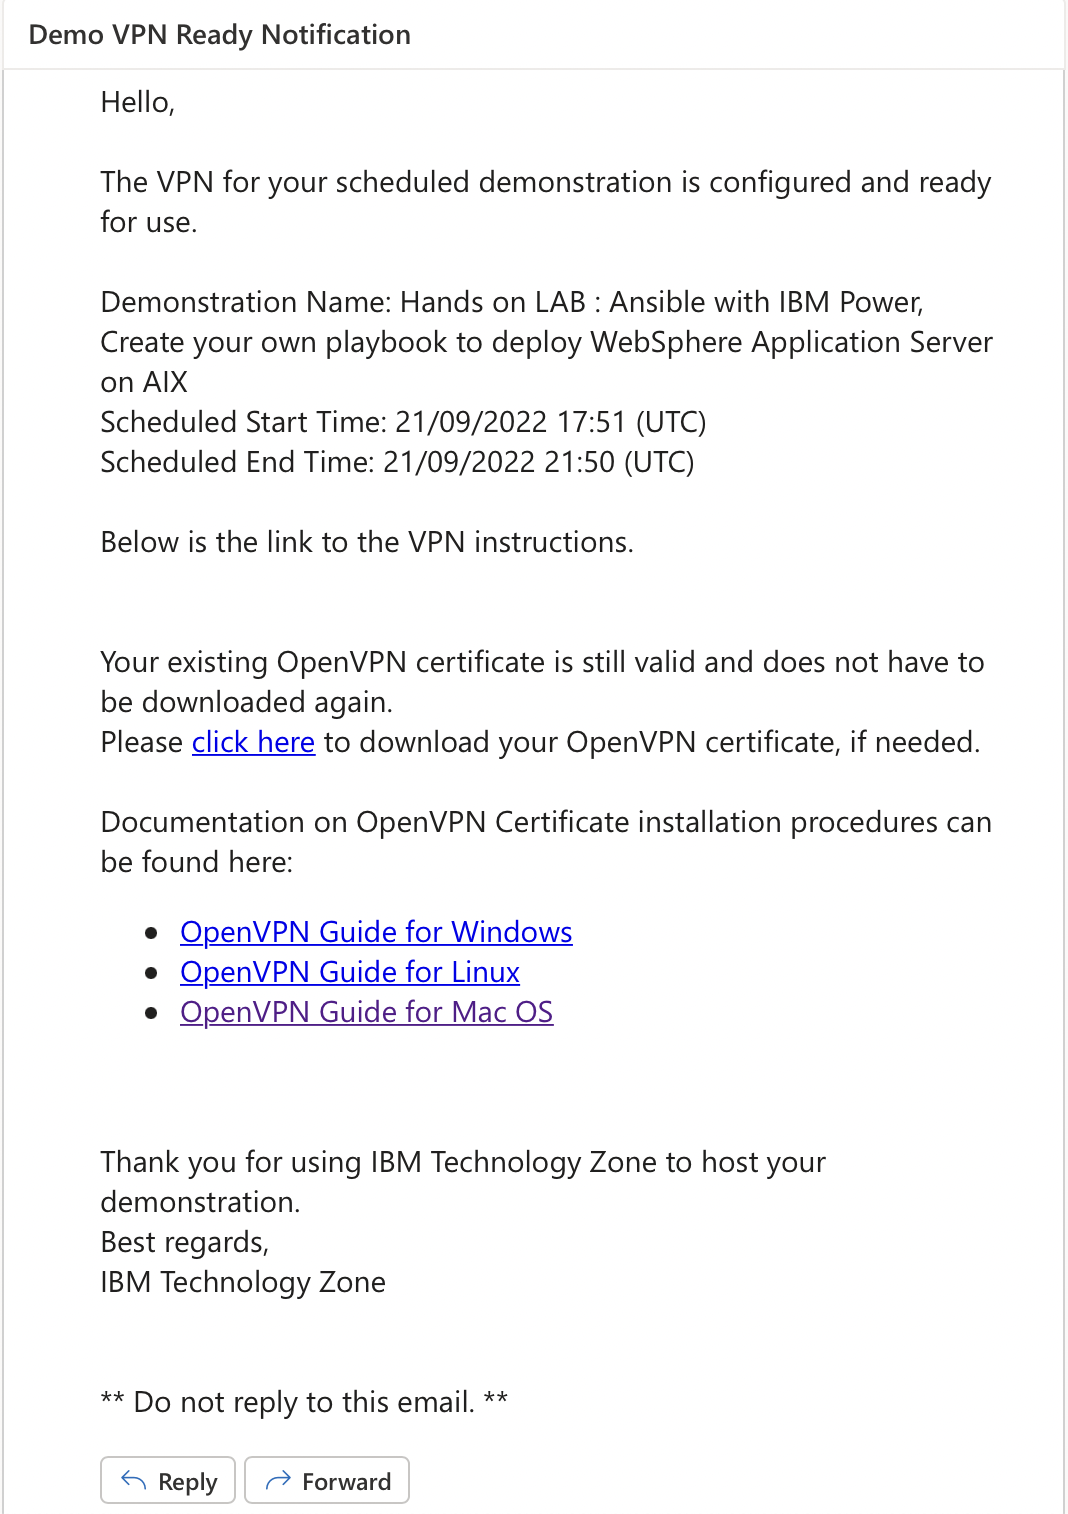 Demo VPN Ready Notification
Hello,
The VPN for your scheduled demonstration is configured and ready
for use.
Demonstration Name: Hands on LAB : Ansible with IBM Power,
Create your own playbook to deploy WebSphere Application Server
on AIX
Scheduled Start Time: 21/09/2022 17:51 (UTC)
Scheduled End Time: 21/09/2022 21:50 (UTC)
Below is the link to the VPN instructions.
Your existing OpenVPN certificate is still valid and does not have to
be downloaded again.
Please click here to download your OpenVPN certificate, if needed.
Documentation on OpenVPN Certificate installation procedures can
be found here:
• OpenVPN Guide for Windows
• OpenVPN Guide for Linux
• OpenVPN Guide for Mac OS
Thank you for using IBM Technology Zone to host your
demonstration.
Best regards,
IBM Technology Zone
** Do not reply to this email. **
Reply Forward